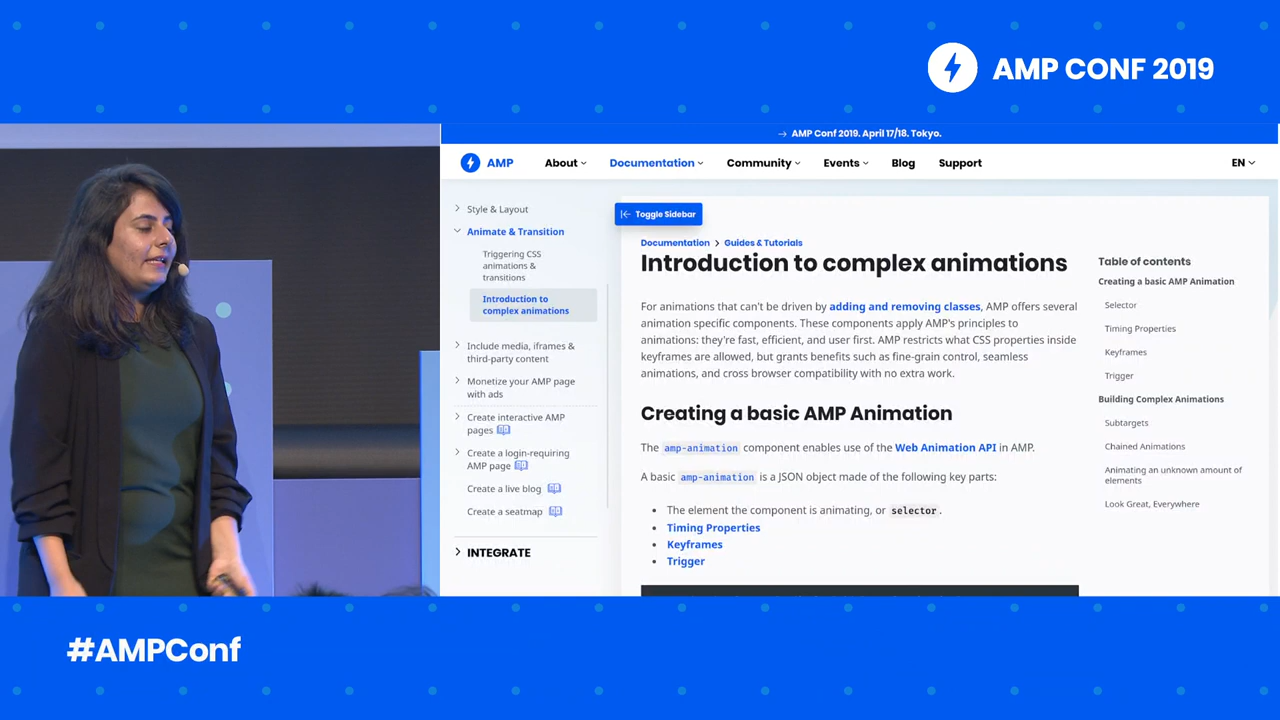 AMP CONF 2019
→ AMP Conf 2019. April 17/18. Tokyo.
AMP
About
Documentation
Community
Events
Blog
Support
EN
Style & Layout
Animate & Transition
Triggering CSS
animations &
transitions
Introduction to
complex animations
Include media, iframes &
third-party content
Monetize your AMP page
with ads
Create interactive AMP
pages
Create a login-requiring
AMP page
Create a live blog
Create a seatmap
INTEGRATE
Toggle Sidebar
Documentation > Guides & Tutorials
Introduction to complex animations
For animations that can't be driven by adding and removing classes, AMP offers several
animation specific components. These components apply AMP's principles to
animations: they're fast, efficient, and user first. AMP restricts what CSS properties inside
keyframes are allowed, but grants benefits such as fine-grain control, seamless
animations, and cross browser compatibility with no extra work.
Creating a basic AMP Animation
The amp-animation component enables use of the Web Animation API in AMP.
A basic amp-animation is a JSON object made of the following key parts:
• The element the component is animating, or selector.
• Timing Properties
• Keyframes
• Trigger
Table of contents
Creating a basic AMP Animation
Selector
Timing Properties
Keyframes
Trigger
Building Complex Animations
Subtargets
Chained Animations
Animating an unknown amount of
elements
Look Great, Everywhere
#AMPConf